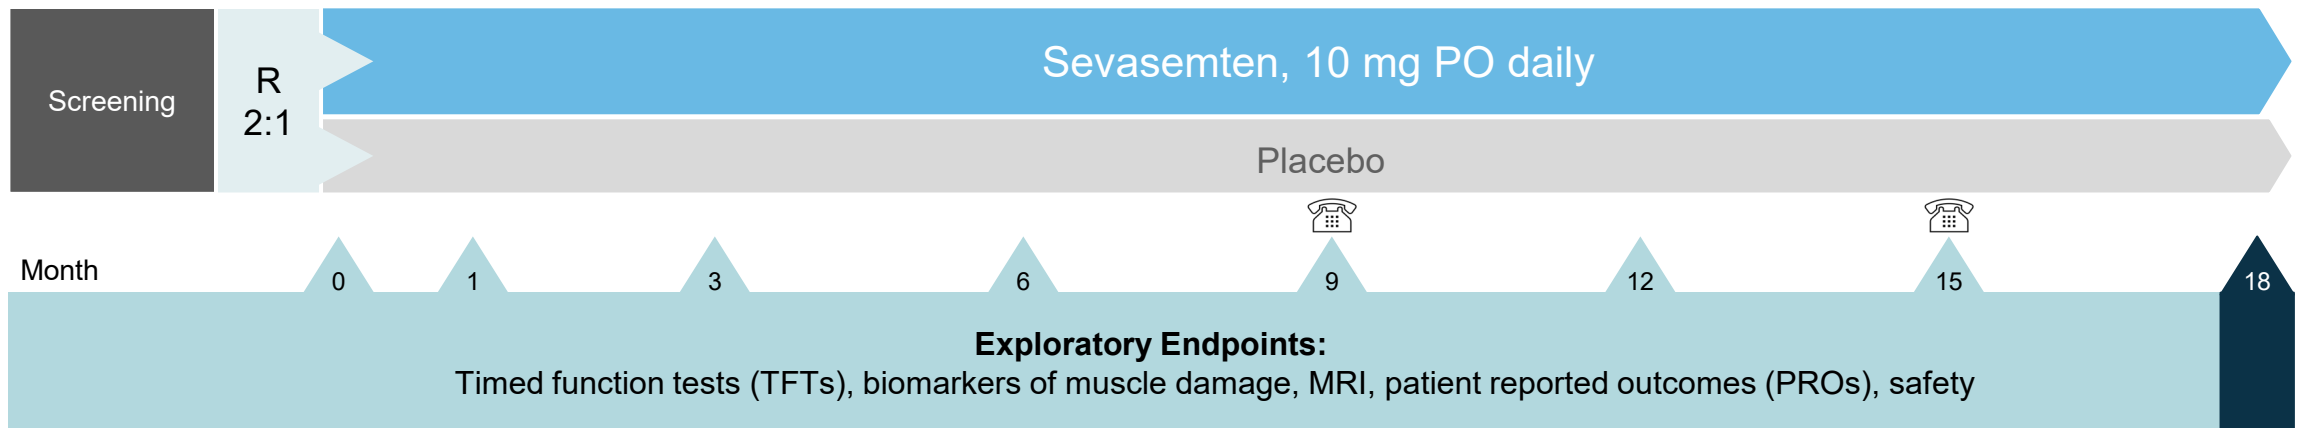 Screening
R
2:1
Sevasemten, 10 mg PO daily
Placebo
Month
0 1 3 6 9 12 15 18
Exploratory Endpoints:
Timed function tests (TFTs), biomarkers of muscle damage, MRI, patient reported outcomes (PROs), safety